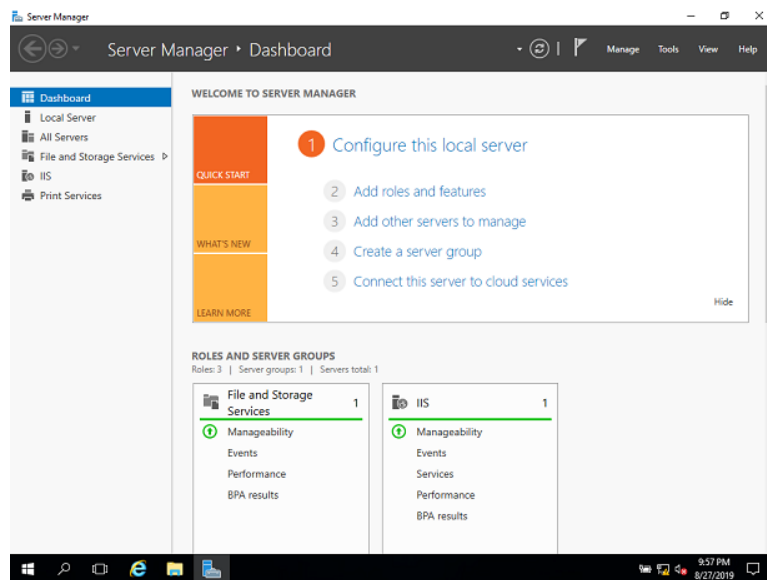 Server Manager
Server Manager • Dashboard
Manage Tools View Help
Dashboard
Local Server
All Servers
File and Storage Services
IIS
Print Services
WELCOME TO SERVER MANAGER
QUICK START
WHAT'S NEW
LEARN MORE
1 Configure this local server
2 Add roles and features
3 Add other servers to manage
4 Create a server group
5 Connect this server to cloud services
Hide
ROLES AND SERVER GROUPS
Roles: 3 | Server groups: 1 | Servers total: 1
File and Storage
Services
1
Manageability
Events
Performance
BPA results
IIS 1
Manageability
Events
Services
Performance
BPA results
9:57 PM
8/27/2019